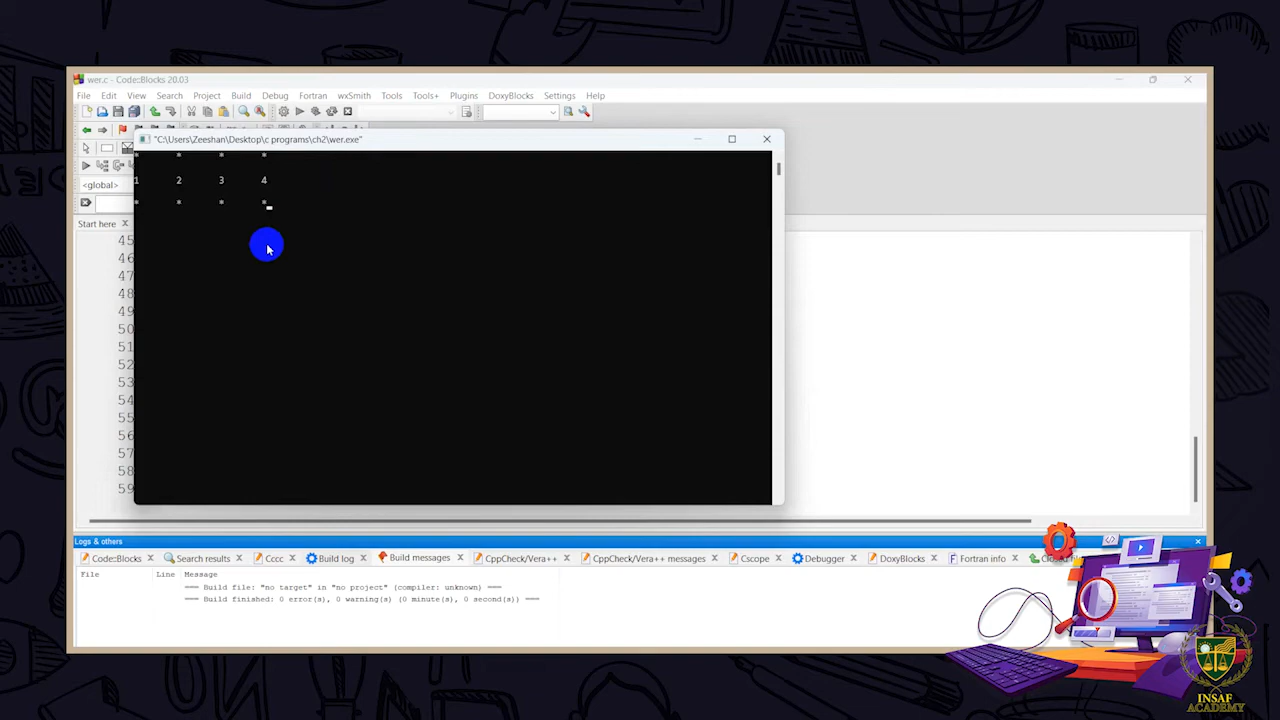 wer.c - Code::Blocks 20.03
File Edit View Search Project Build Debug Fortran wxSmith Tools Tools+ Plugins DoxyBlocks Settings Help
"C:\Users\Zeeshan\Desktop\c programs\ch2\wer.exe"
* * * *
1 2 3 4
* * * *
<global>
Start here
45
46
47
48
49
50
51
52
53
54
55
56
57
58
59
Logs & others
Code::Blocks Search results Cccc Build log Build messages CppCheck/Vera++ CppCheck/Vera++ messages Cscope Debugger DoxyBlocks Fortran info
File Line Message
=== Build file: "no target" in "no project" (compiler: unknown) ===
=== Build finished: 0 error(s), 0 warning(s) (0 minute(s), 0 second(s)) ===
INSAF
ACADEMY